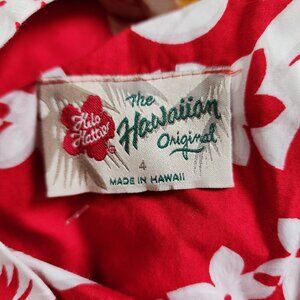 Hilo
Hattie
The
Hawaiian
Original
4
MADE IN HAWAII